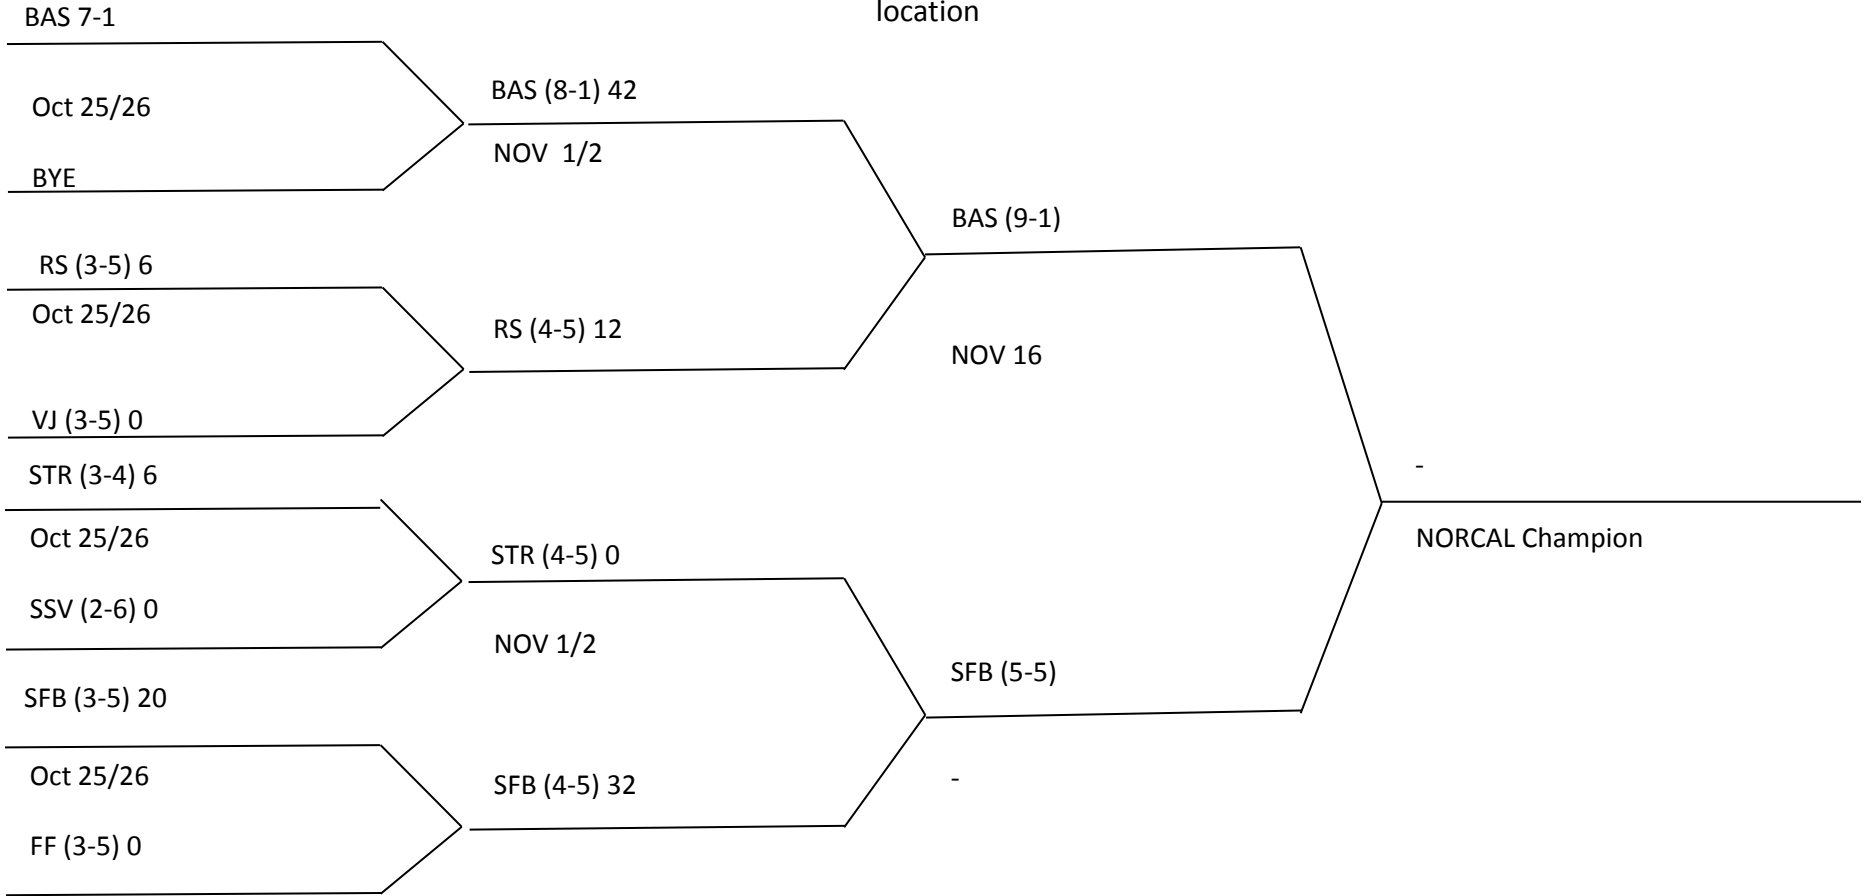 location
BAS 7-1
Oct 25/26
BYE
RS (3-5) 6
Oct 25/26
VJ (3-5) 0
STR (3-4) 6
Oct 25/26
SSV (2-6) 0
SFB (3-5) 20
Oct 25/26
FF (3-5) 0
BAS (8-1) 42
NOV 1/2
RS (4-5) 12
STR (4-5) 0
NOV 1/2
SFB (4-5) 32
BAS (9-1)
NOV 16
SFB (5-5)
-
-
NORCAL Champion